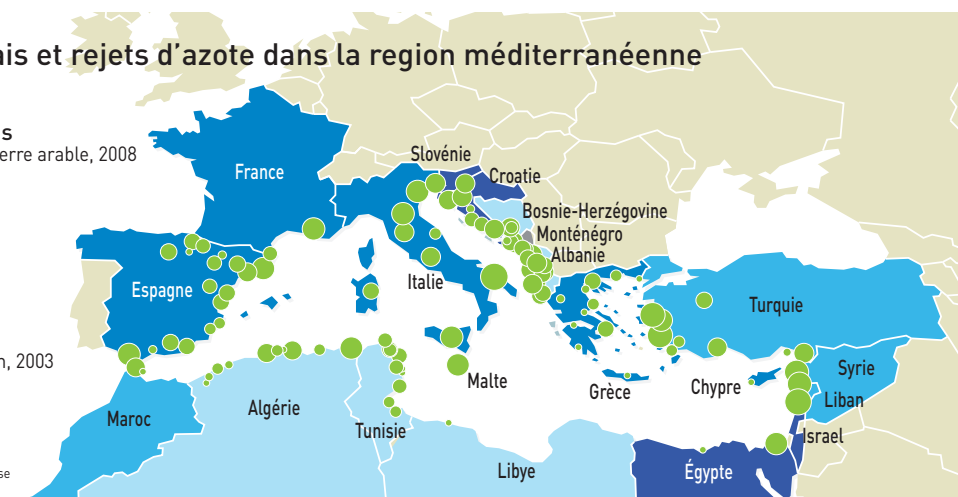 is et rejets d'azote dans la region méditerranéenne
s
erre arable, 2008
Slovénie
France
Croatie
Bosnie-Herzégovine
Monténégro
Albanie
Italie
Espagne
Turquie
n, 2003
Syrie
Malte
Grèce
Chypre
Liban
Algérie
Maroc
Tunisie
Israel
Libye
Égypte
se